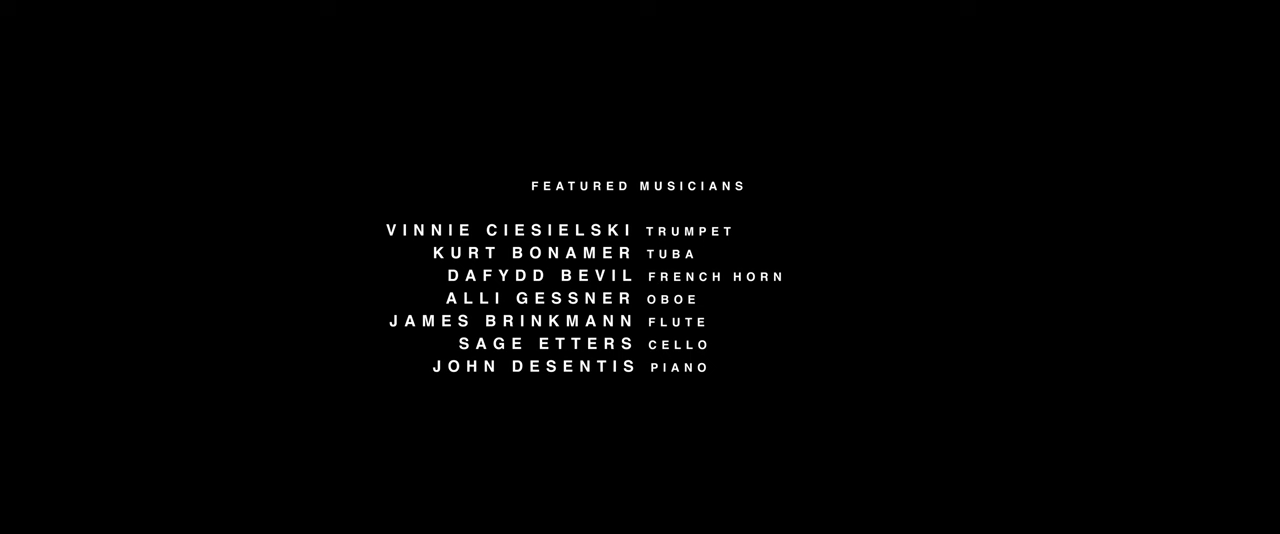 FEATURED MUSICIANS
VINNIE CIESIELSKI TRUMPET
KURT BONAMER TUBA
DAFYDD BEVIL FRENCH HORN
ALLI GESSNER OBOE
JAMES BRINKMANN FLUTE
SAGE ETTERS CELLO
JOHN DESENTIS PIANO